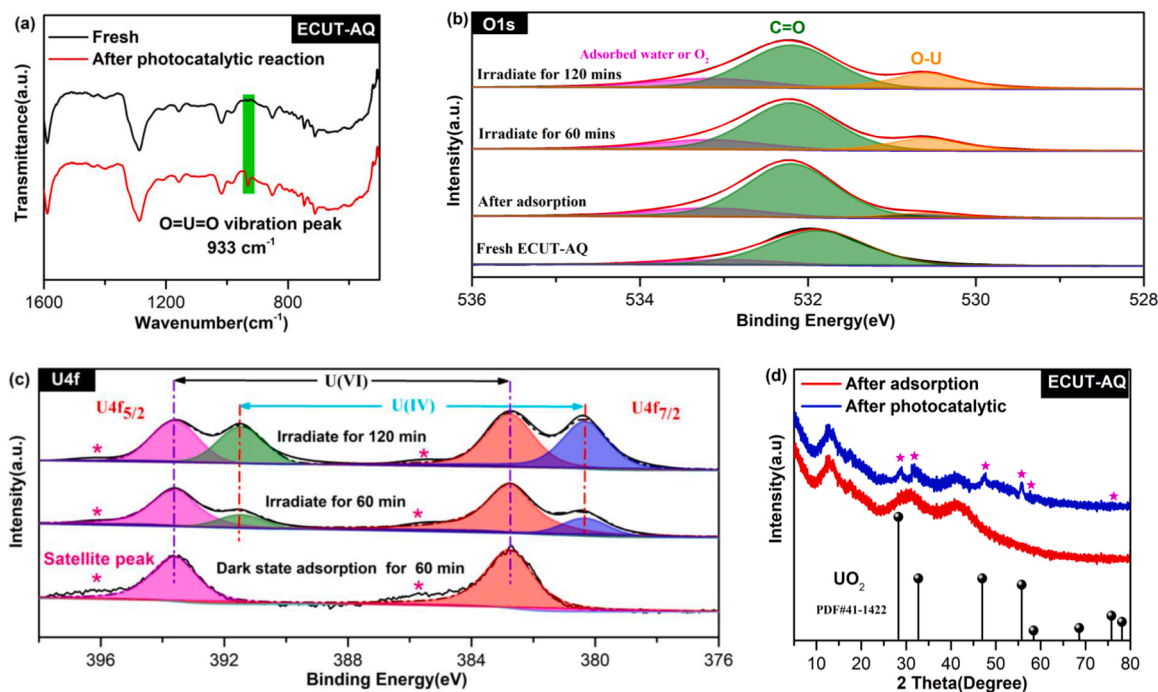 (a)
ECUT-AQ
Fresh
After photocatalytic reaction
Transmittance(a.u.)
O=U=O vibration peak
933 cm⁻¹
1600 1200 800
Wavenumber(cm⁻¹)
(b)
O1s
C=O
Adsorbed water or O₂
O-U
Irradiate for 120 mins
Irradiate for 60 mins
After adsorption
Fresh ECUT-AQ
Intensity(a.u.)
536 534 532 530 528
Binding Energy(eV)
(c)
U4f
U(VI)
U4f5/2
U(IV)
U4f7/2
Irradiate for 120 min
*
*
Irradiate for 60 min
*
*
Satellite peak
Dark state adsorption for 60 min
*
*
Intensity(a.u)
396 392 388 384 380 376
Binding Energy(eV)
(d)
After adsorption
ECUT-AQ
After photocatalytic
Intensity(a.u)
UO₂
PDF#41-1422
10 20 30 40 50 60 70 80
2 Theta(Degree)